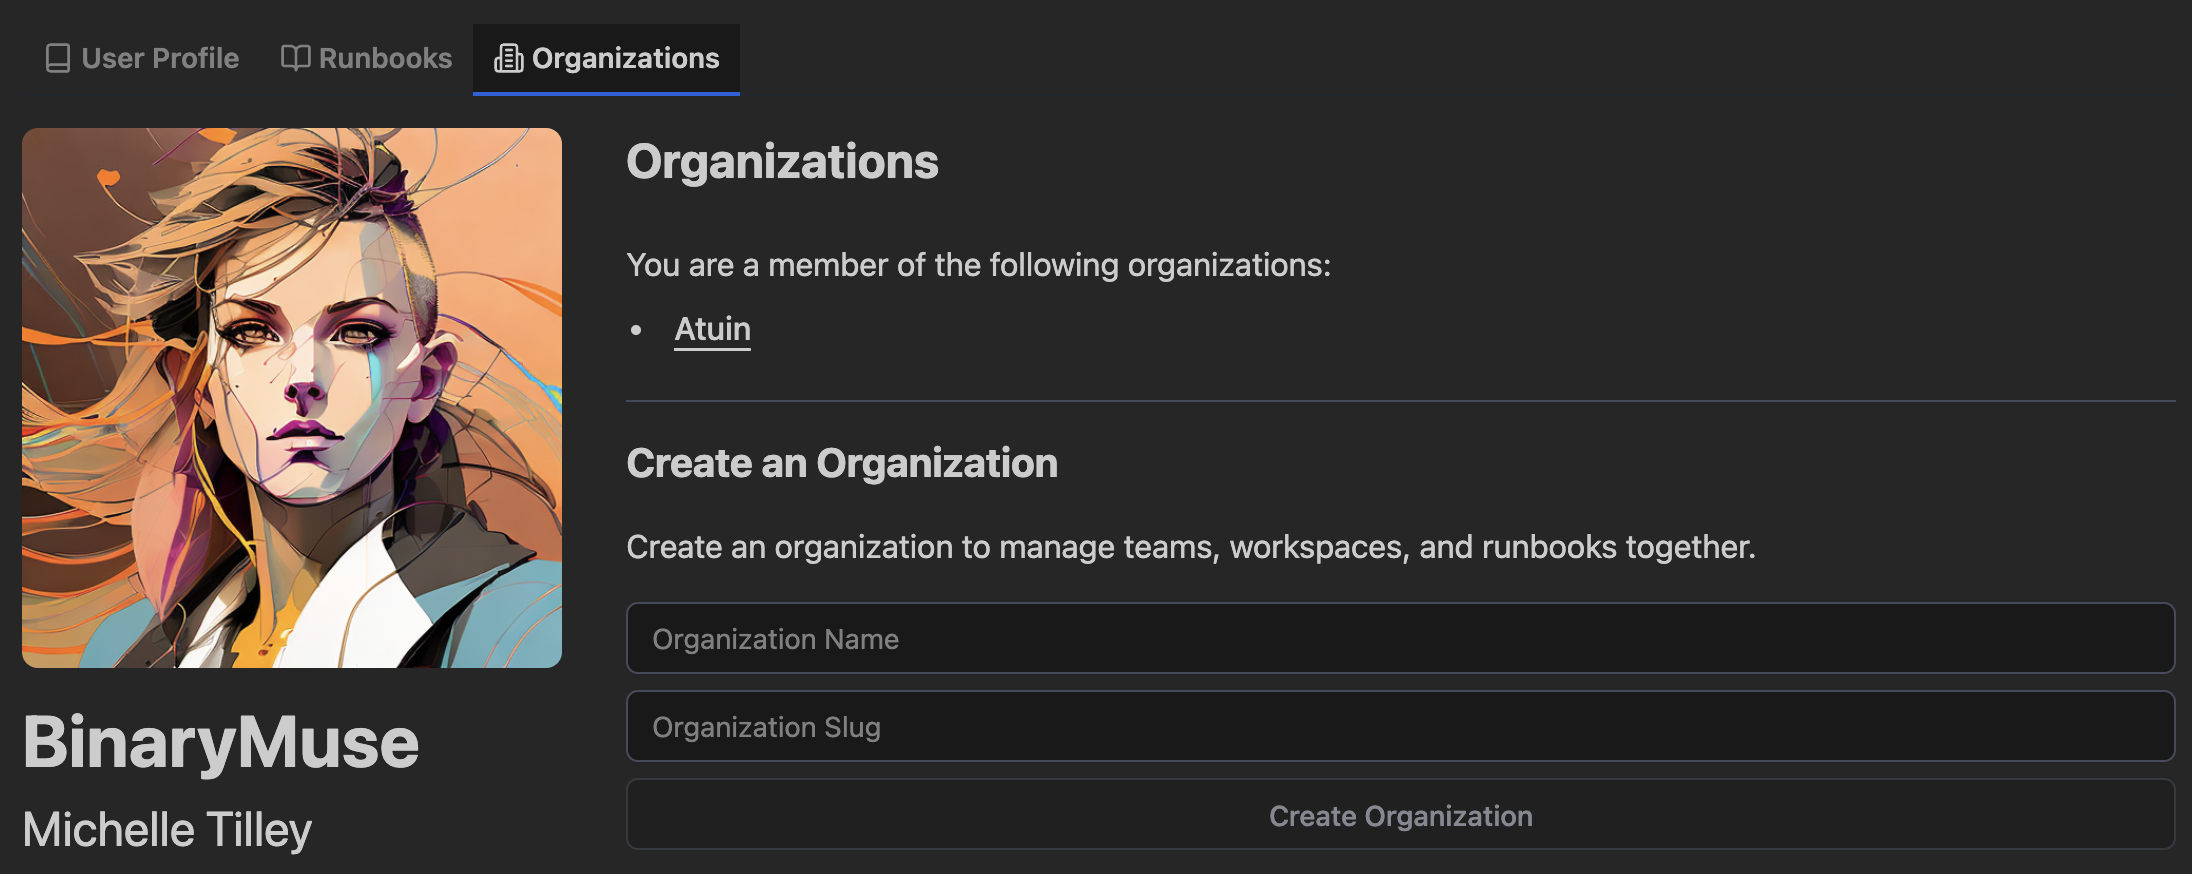 User Profile
Runbooks
Organizations
Organizations
You are a member of the following organizations:
• Atuin
Create an Organization
Create an organization to manage teams, workspaces, and runbooks together.
Organization Name
Organization Slug
Create Organization
BinaryMuse
Michelle Tilley